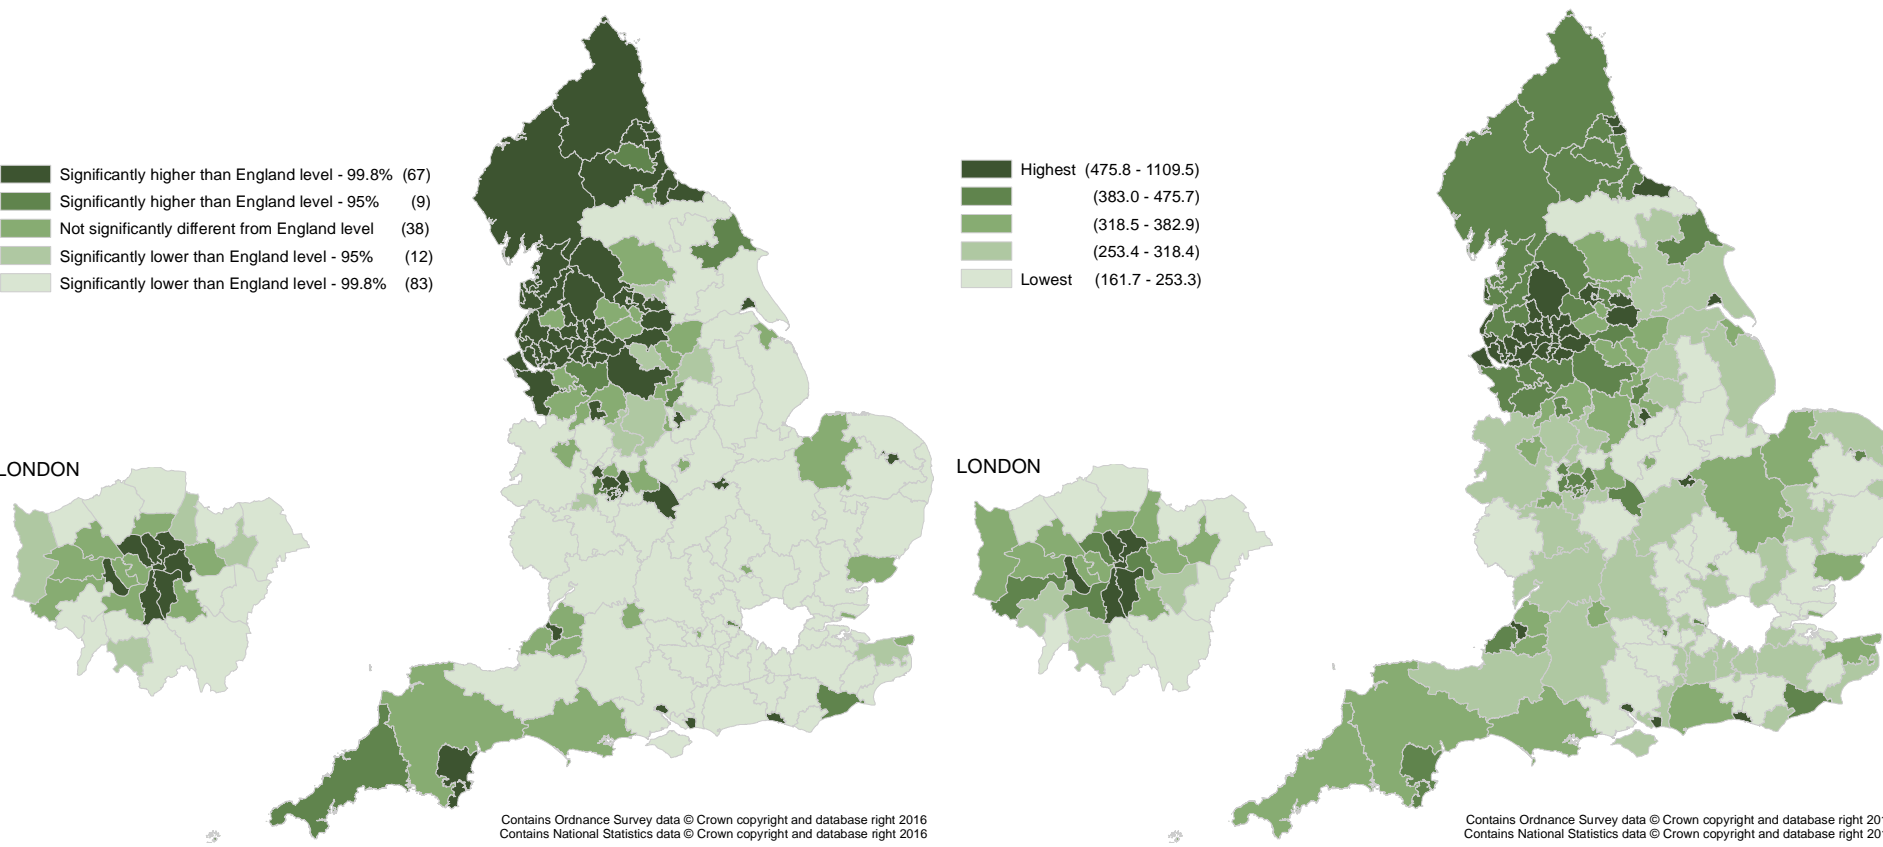 Significantly higher than England level - 99.8% (67)
Significantly higher than England level - 95% (9)
Not significantly different from England level (38)
Significantly lower than England level - 95% (12)
Significantly lower than England level - 99.8% (83)
LONDON
Contains Ordnance Survey data © Crown copyright and database right 2016
Contains National Statistics data © Crown copyright and database right 2016
Highest (475.8 - 1109.5)
(383.0 - 475.7)
(318.5 - 382.9)
(253.4 - 318.4)
Lowest (161.7 - 253.3)
LONDON
Contains Ordnance Survey data © Crown copyright and database right
Contains National Statistics data © Crown copyright and database right